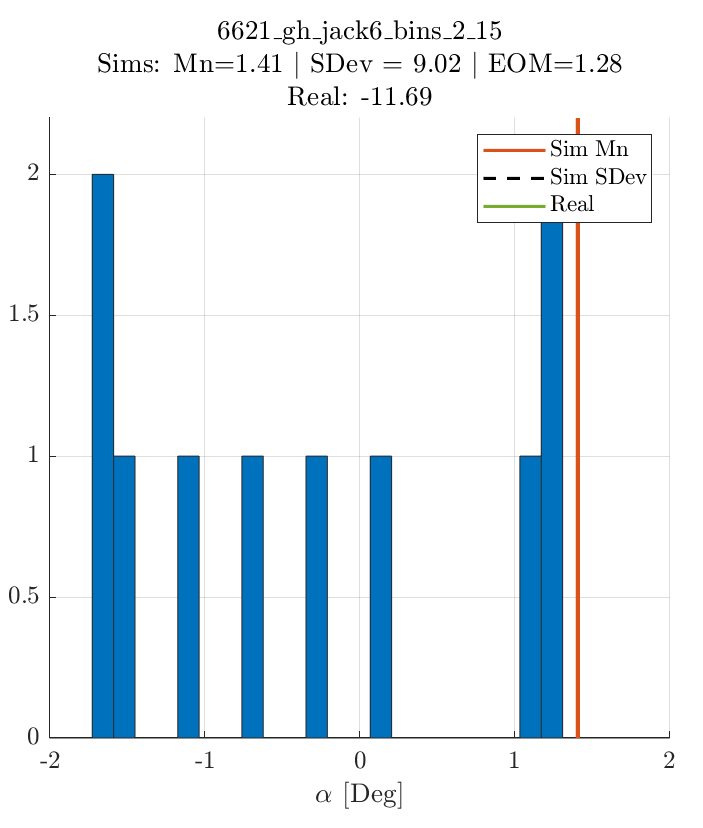 6621_gh_jack6_bins_2_15
Sims: Mn=1.41 | SDev = 9.02 | EOM=1.28
Real: -11.69
Sim Mn
Sim SDev
Real
2
1.5
1
0.5
0
-2 -1 0 1 2
α [Deg]